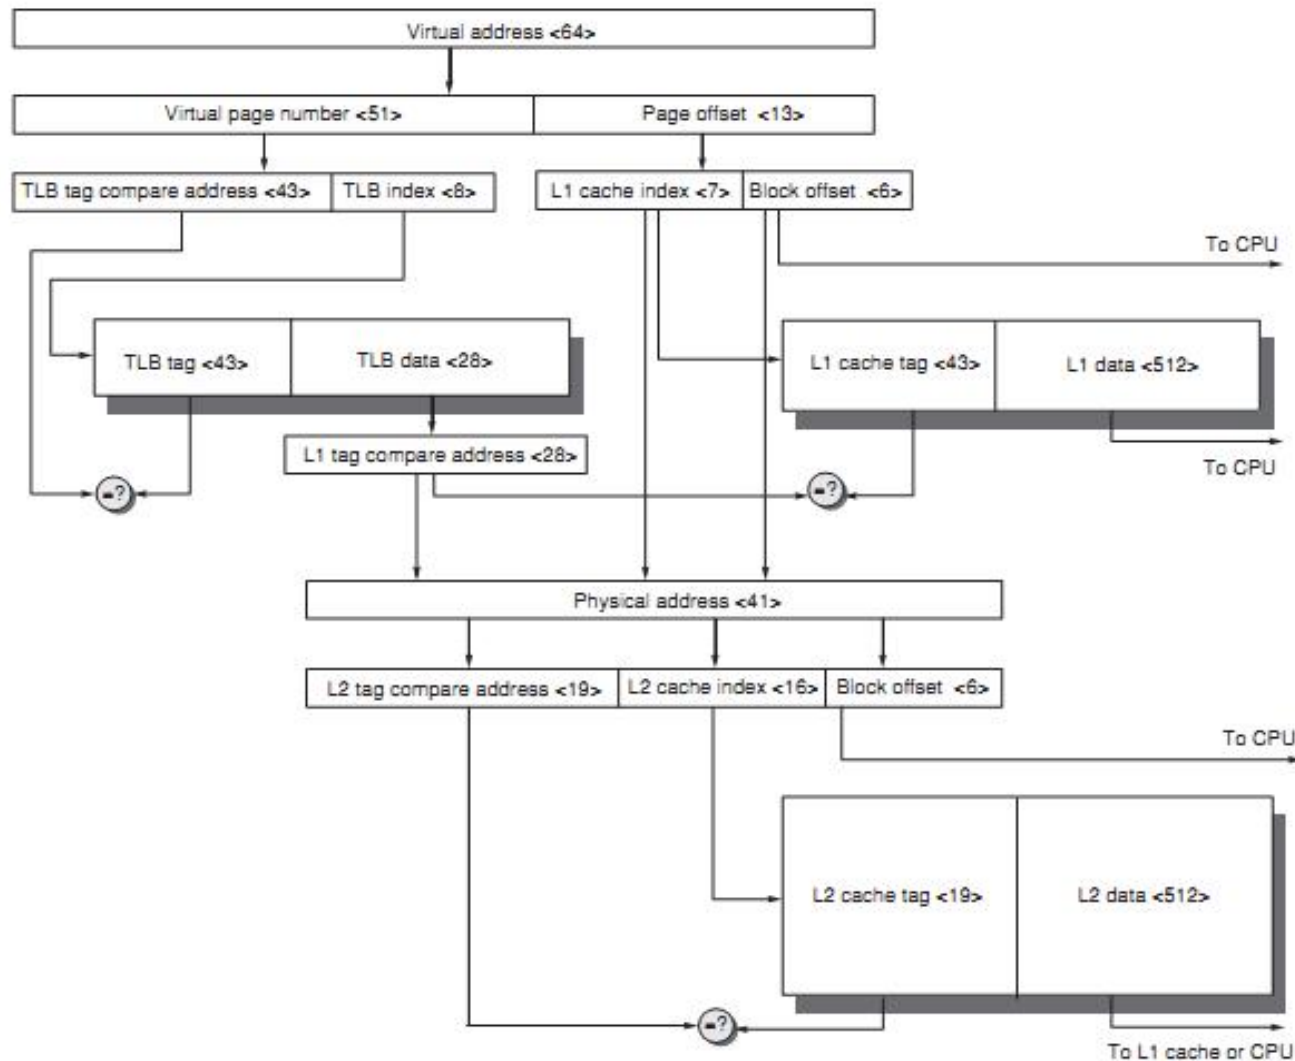 Virtual address <64>
Virtual page number <51>
Page offset <13>
TLB tag compare address <43>
TLB index <8>
L1 cache index <7>
Block offset <6>
To CPU
TLB tag <43>
TLB data <28>
L1 cache tag <43>
L1 data <512>
L1 tag compare address <28>
To CPU
=?
=?
Physical address <41>
L2 tag compare address <19>
L2 cache index <16>
Block offset <6>
To CPU
L2 cache tag <19>
L2 data <512>
=?
To L1 cache or CPU